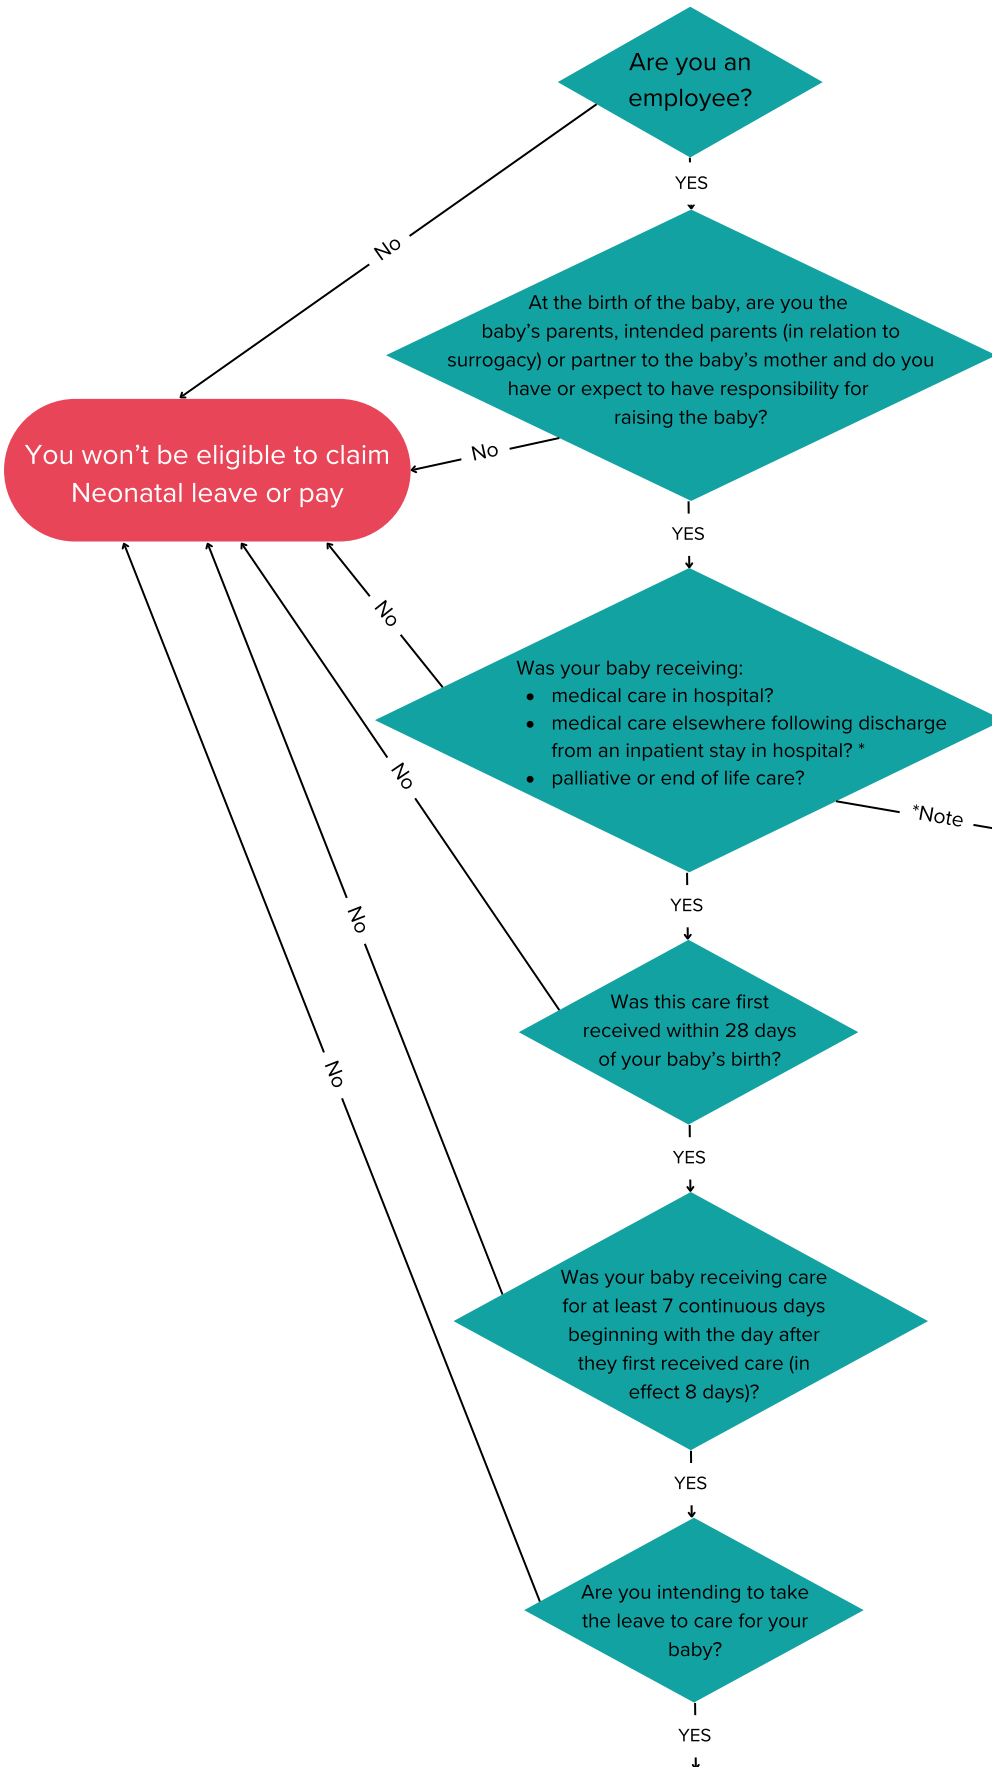 Are you an
employee?
YES
No
At the birth of the baby, are you the
baby's parents, intended parents (in relation to
surrogacy) or partner to the baby's mother and do you
have or expect to have responsibility for
raising the baby?
No
You won't be eligible to claim
Neonatal leave or pay
YES
No
Was your baby receiving:
• medical care in hospital?
• medical care elsewhere following discharge
from an inpatient stay in hospital? *
• palliative or end of life care?
No
*Note
YES
No
Was this care first
received within 28 days
of your baby's birth?
No
YES
Was your baby receiving care
for at least 7 continuous days
beginning with the day after
they first received care (in
effect 8 days)?
YES
Are you intending to take
the leave to care for your
baby?
YES